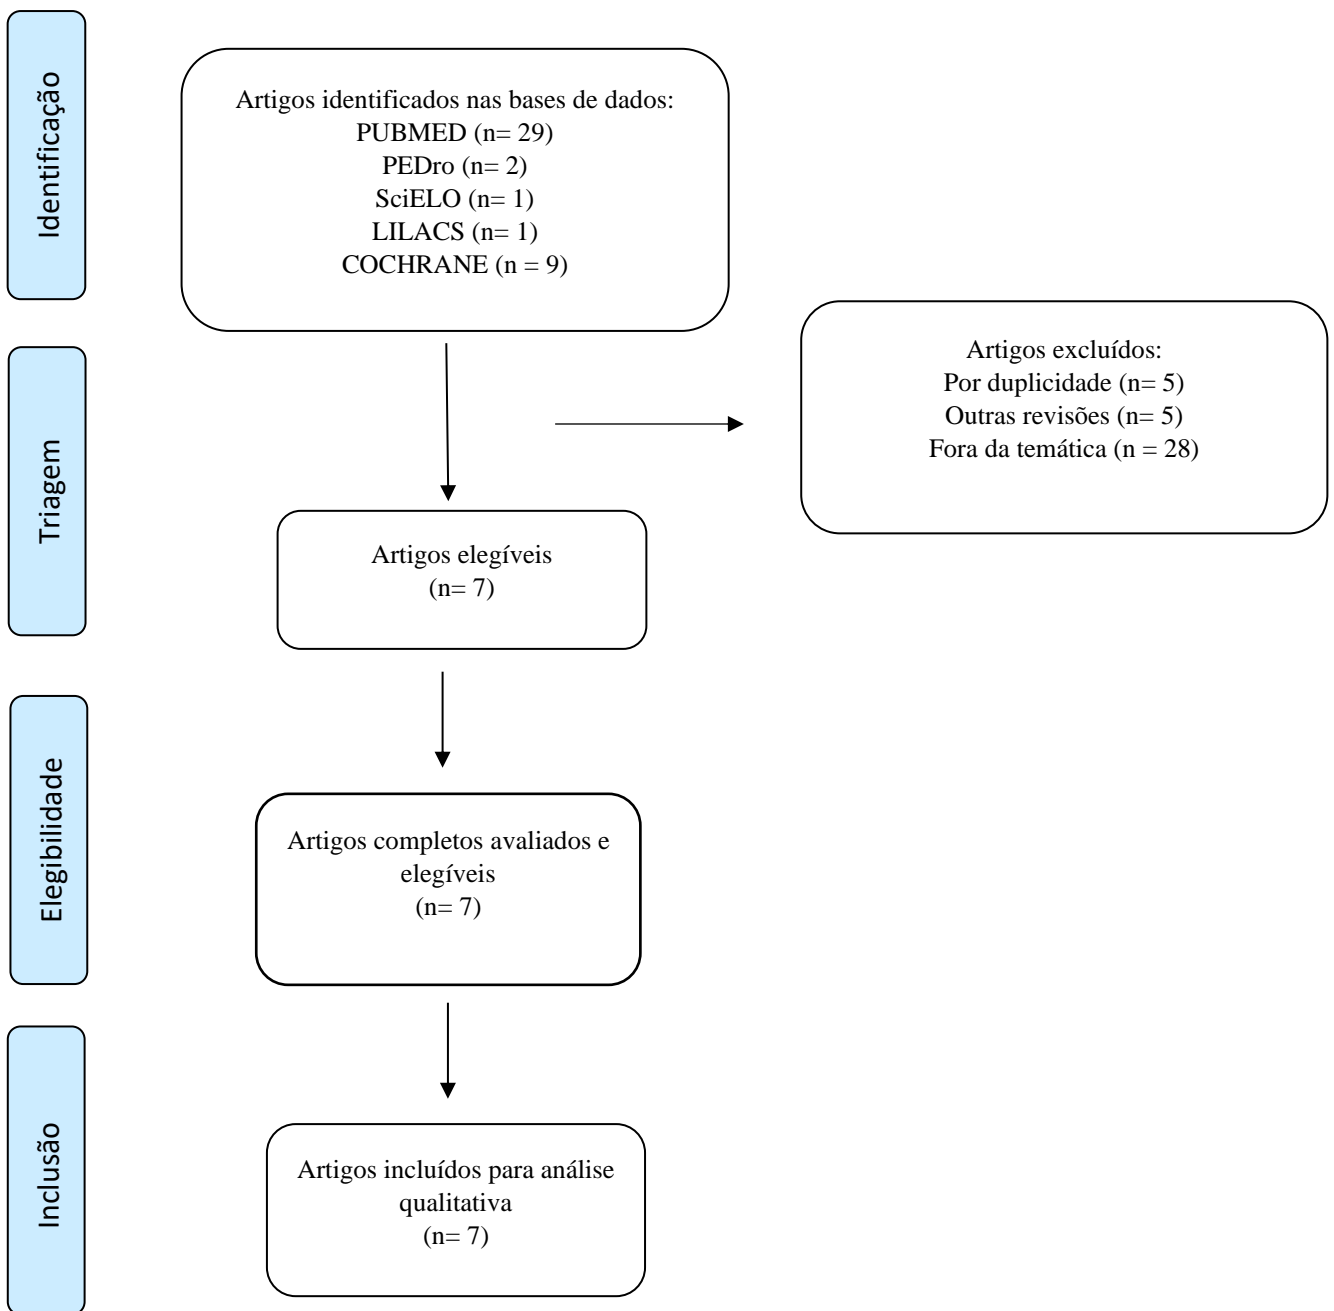 Identificação
Artigos identificados nas bases de dados:
PUBMED (n= 29)
PEDro (n= 2)
SciELO (n= 1)
LILACS (n= 1)
COCHRANE (n = 9)
Triagem
Artigos excluídos:
Por duplicidade (n= 5)
Outras revisões (n= 5)
Fora da temática (n = 28)
Artigos elegíveis
(n= 7)
Elegibilidade
Artigos completos avaliados e
elegíveis
(n= 7)
Inclusão
Artigos incluídos para análise
qualitativa
(n= 7)